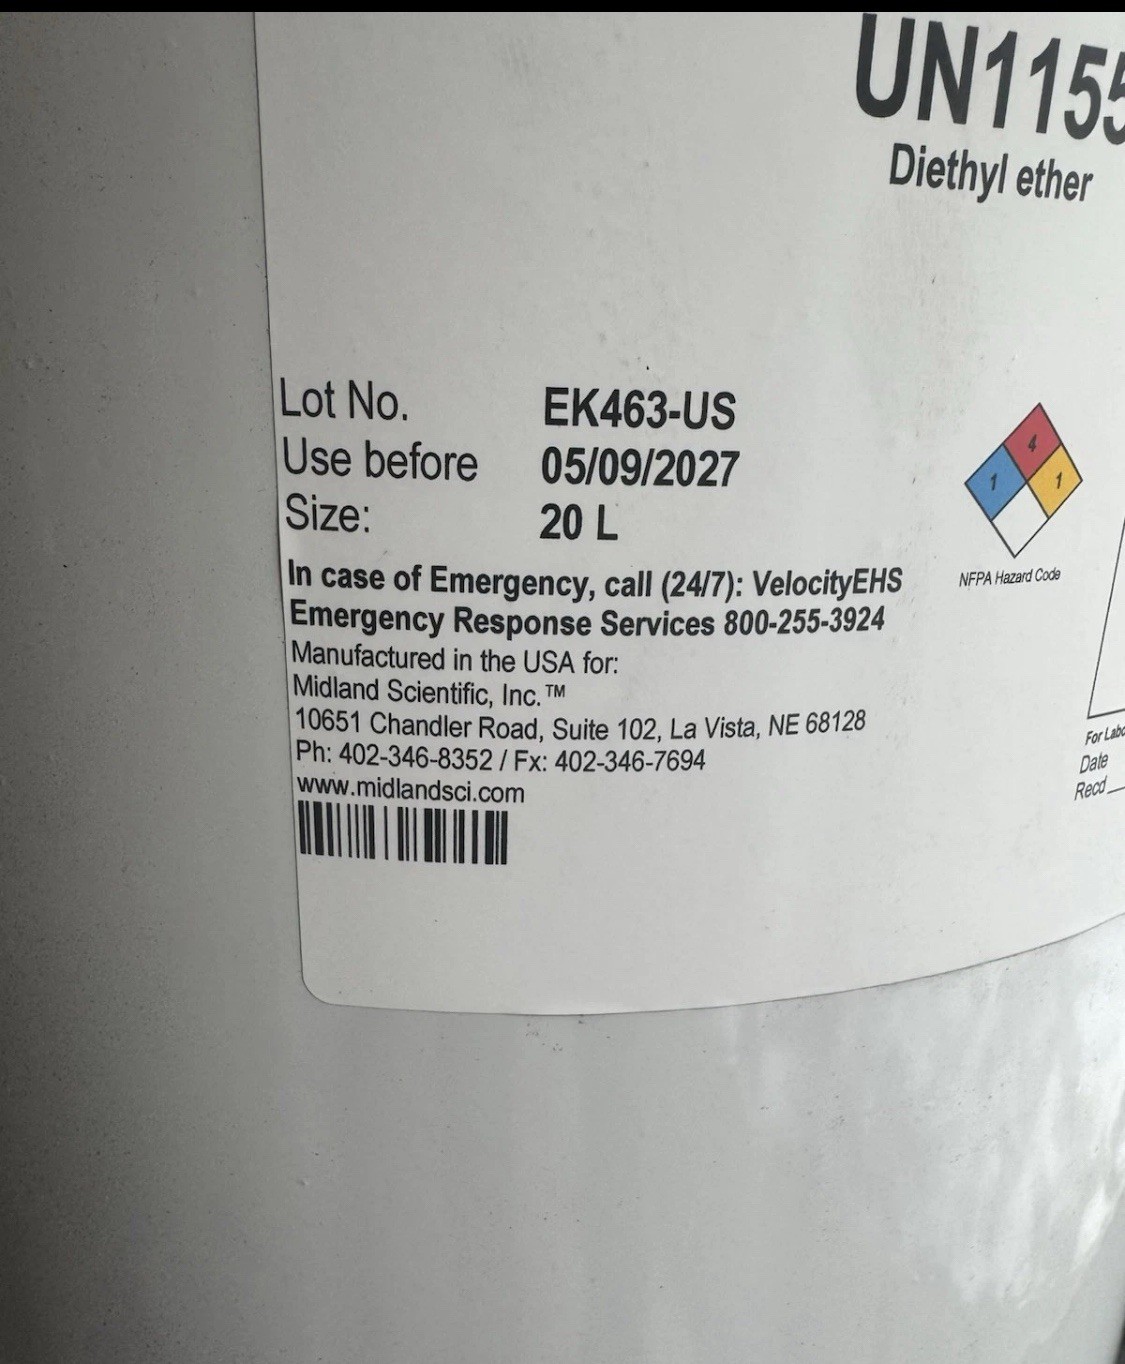 UN1155
Diethyl ether
Lot No. EK463-US
Use before 05/09/2027
Size: 20 L
4
1 1
NFPA Hazard Code
In case of Emergency, call (24/7): VelocityEHS
Emergency Response Services 800-255-3924
Manufactured in the USA for:
Midland Scientific, Inc.™
10651 Chandler Road, Suite 102, La Vista, NE 68128
Ph: 402-346-8352 / Fx: 402-346-7694
www.midlandsci.com
For
Date
Recd